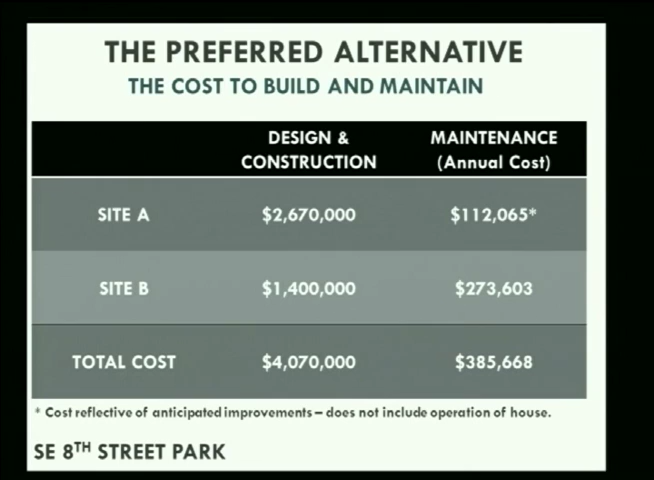 THE PREFERRED ALTERNATIVE
THE COST TO BUILD AND MAINTAIN
DESIGN & CONSTRUCTION MAINTENANCE (Annual Cost)
SITE A $2,670,000 $112,065*
SITE B $1,400,000 $273,603
TOTAL COST $4,070,000 $385,668
* Cost reflective of anticipated improvements – does not include operation of house.
SE 8TH STREET PARK